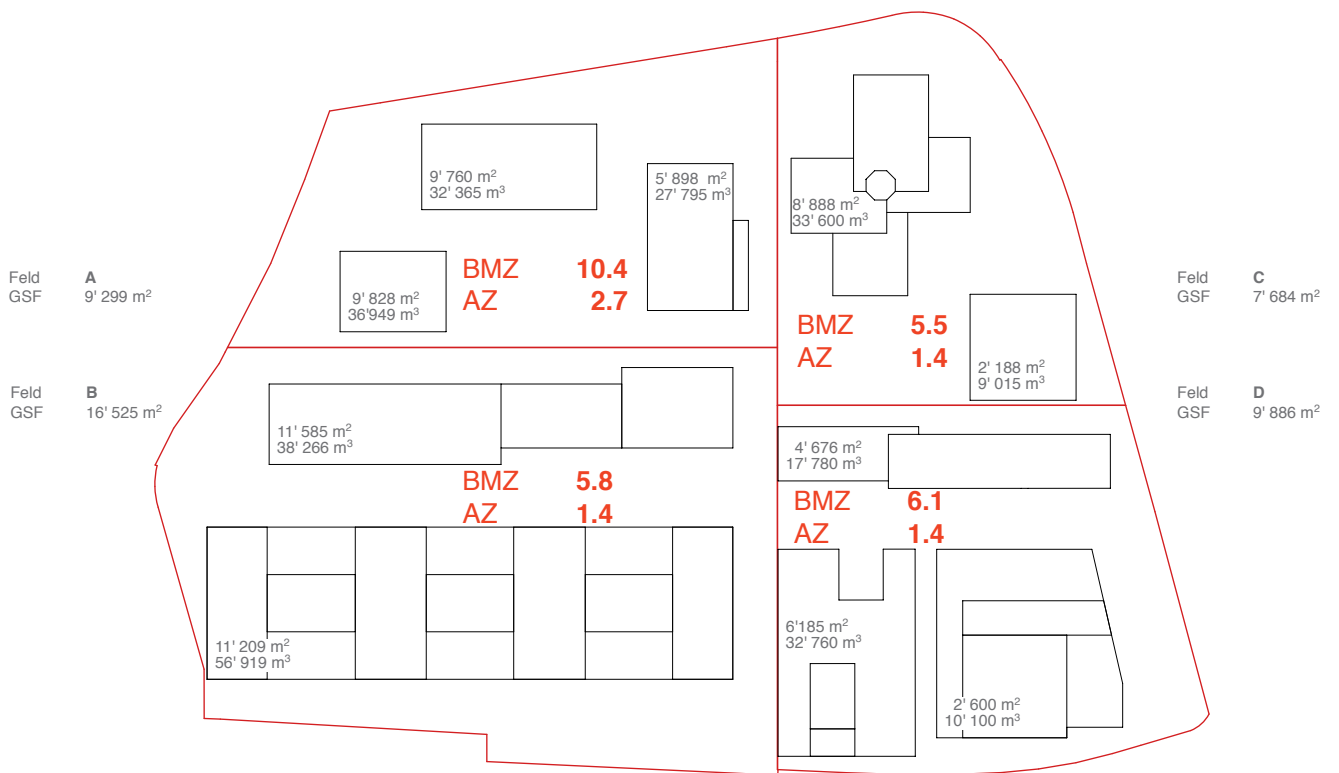 Feld A
GSF 9' 299 m²
Feld B
GSF 16' 525 m²
9' 760 m²
32' 365 m³
5' 898 m²
27' 795 m³
9' 828 m²
36'949 m³
BMZ 10.4
AZ 2.7
11' 585 m²
38' 266 m³
BMZ 5.8
AZ 1.4
11' 209 m²
56' 919 m³
8' 888 m²
33' 600 m³
BMZ 5.5
AZ 1.4
2' 188 m²
9' 015 m³
4' 676 m²
17' 780 m³
BMZ 6.1
AZ 1.4
6'185 m²
32' 760 m³
2' 600 m²
10' 100 m³
Feld C
GSF 7' 684 m²
Feld D
GSF 9' 886 m²